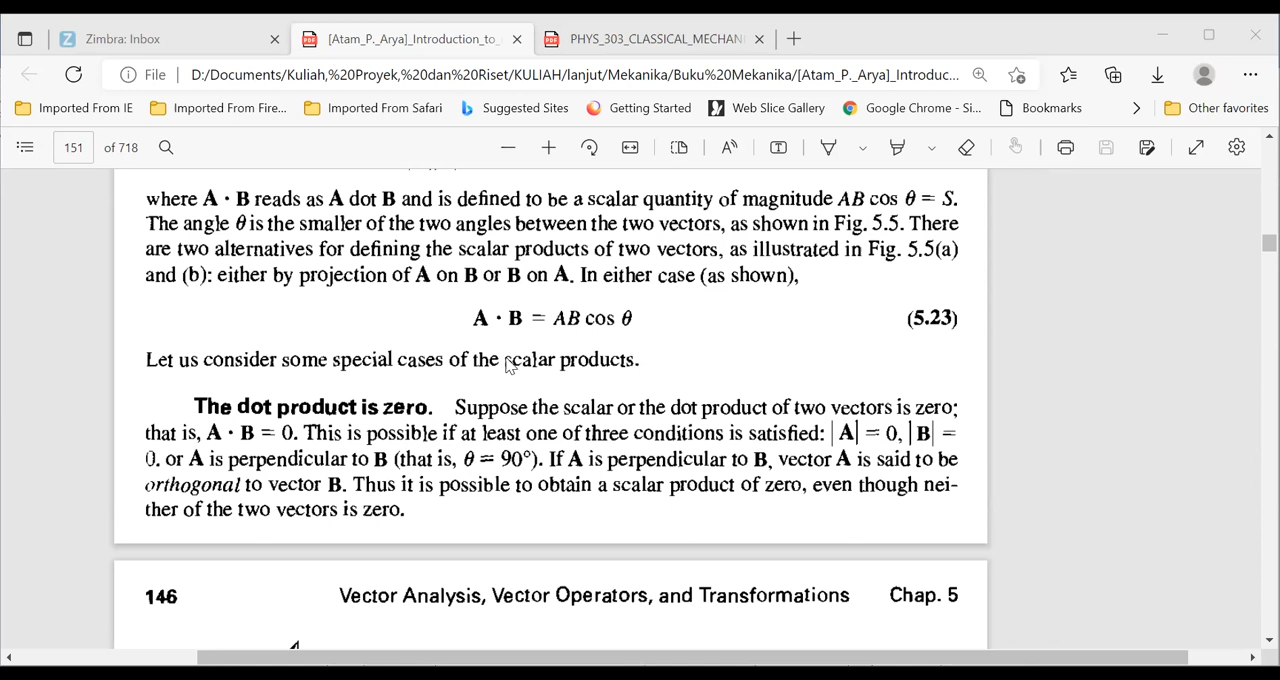 Zimbra: Inbox
[Atam_P._Arya]_Introduction_to_
PHYS_303_CLASSICAL_MECHANI
File D:/Documents/Kuliah,%20Proyek,%20dan%20Riset/KULIAH/lanjut/Mekanika/Buku%20Mekanika/[Atam_P._Arya]_Introduc...
Imported From IE Imported From Fire... Imported From Safari Suggested Sites Getting Started Web Slice Gallery Google Chrome - Si... Bookmarks Other favorites
151 of 718
where A · B reads as A dot B and is defined to be a scalar quantity of magnitude AB cos θ = S.
The angle θ is the smaller of the two angles between the two vectors, as shown in Fig. 5.5. There
are two alternatives for defining the scalar products of two vectors, as illustrated in Fig. 5.5(a)
and (b): either by projection of A on B or B on A. In either case (as shown),
A · B = AB cos θ (5.23)
Let us consider some special cases of the scalar products.
The dot product is zero. Suppose the scalar or the dot product of two vectors is zero;
that is, A · B = 0. This is possible if at least one of three conditions is satisfied: |A| = 0, |B| =
0. or A is perpendicular to B (that is, θ = 90°). If A is perpendicular to B, vector A is said to be
orthogonal to vector B. Thus it is possible to obtain a scalar product of zero, even though nei-
ther of the two vectors is zero.
146 Vector Analysis, Vector Operators, and Transformations Chap. 5